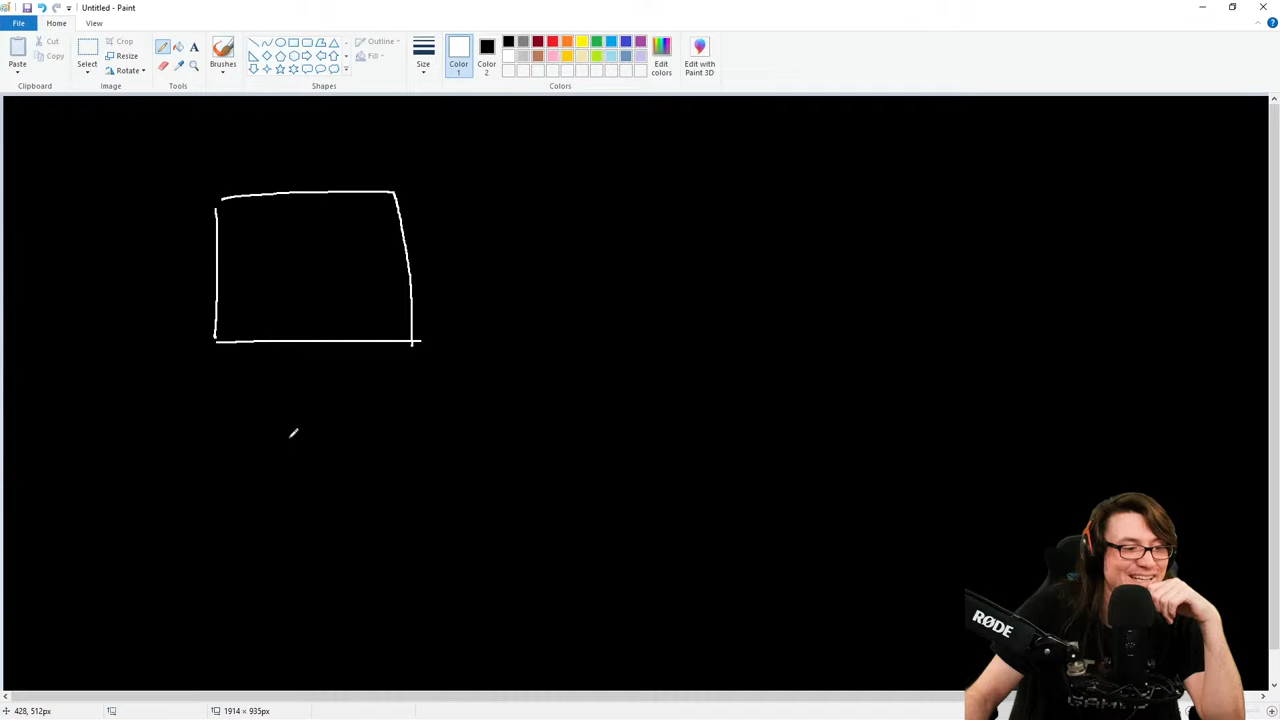 Untitled - Paint
File
Home
View
Paste
Cut
Copy
Clipboard
Select
Crop
Resize
Rotate
Image
A
Tools
Brushes
Outline
Fill
Shapes
Size
Color
1
Color
2
Edit
colors
Edit with
Paint 3D
Colors
RØDE
428, 512px
1914 × 935px